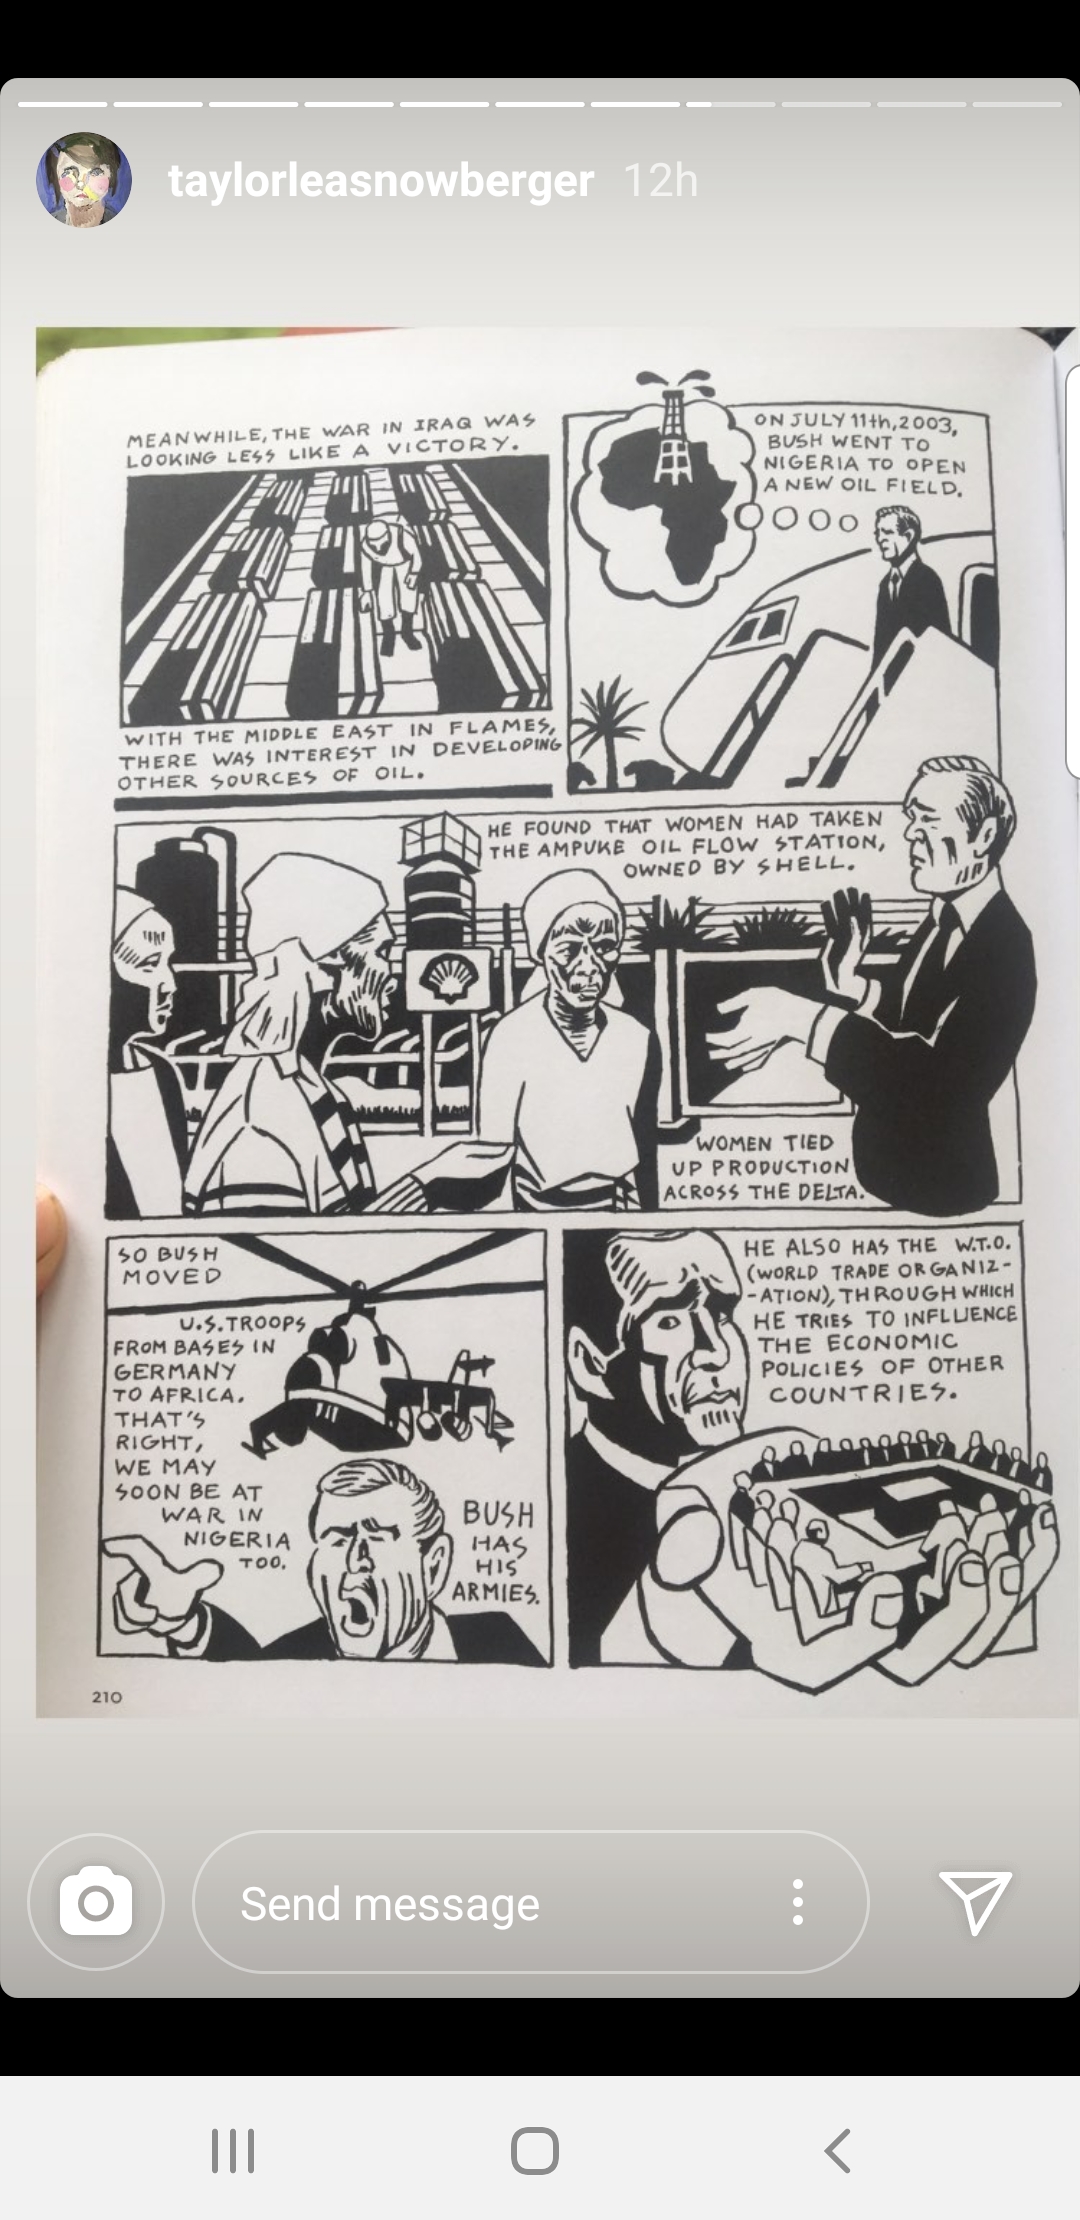 taylorleasnowberger 12h
MEANWHILE, THE WAR IN IRAQ WAS
LOOKING LESS LIKE A VICTORY.
WITH THE MIDDLE EAST IN FLAMES,
THERE WAS INTEREST IN DEVELOPING
OTHER SOURCES OF OIL.
ON JULY 11th, 2003,
BUSH WENT TO
NIGERIA TO OPEN
A NEW OIL FIELD.
HE FOUND THAT WOMEN HAD TAKEN
THE AMPUKE OIL FLOW STATION,
OWNED BY SHELL.
WOMEN TIED
UP PRODUCTION
ACROSS THE DELTA.
SO BUSH
MOVED
U.S. TROOPS
FROM BASES IN
GERMANY
TO AFRICA.
THAT'S
RIGHT,
WE MAY
SOON BE AT
WAR IN
NIGERIA
TOO.
BUSH
HAS
HIS
ARMIES.
HE ALSO HAS THE W.T.O.
(WORLD TRADE ORGANIZ-
-ATION), THROUGH WHICH
HE TRIES TO INFLUENCE
THE ECONOMIC
POLICIES OF OTHER
COUNTRIES.
210
Send message